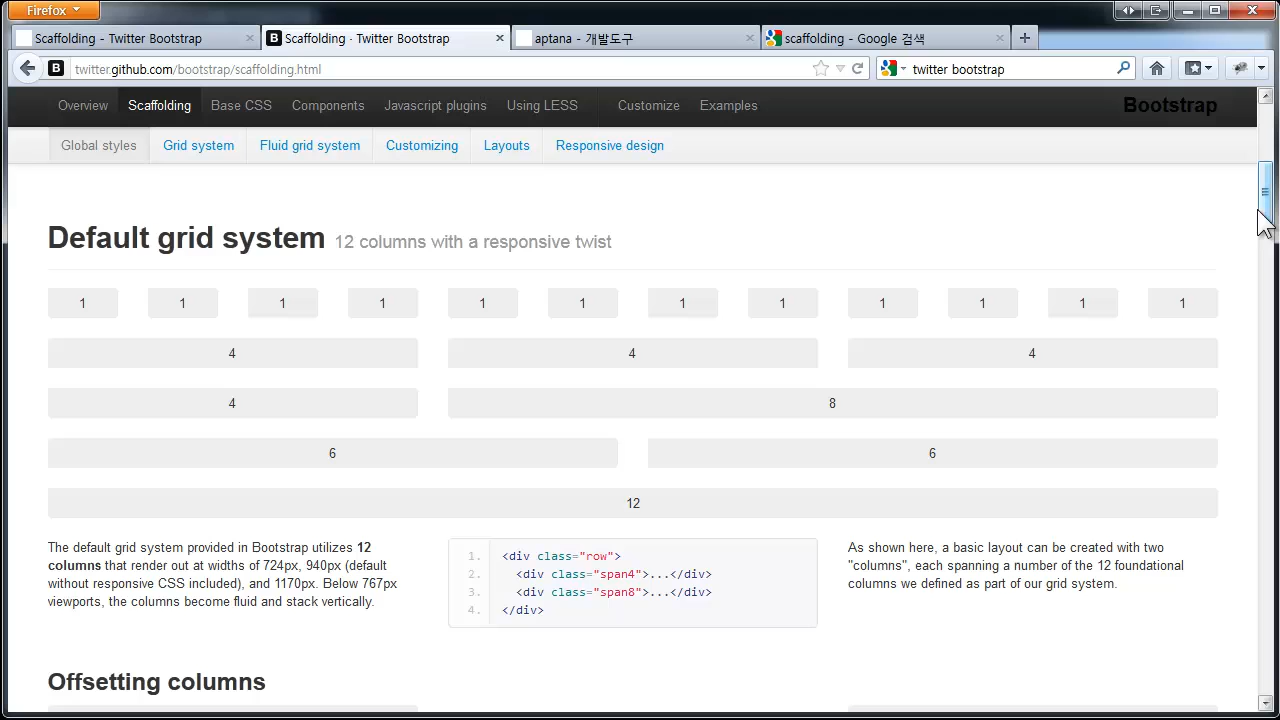 Firefox
Scaffolding - Twitter Bootstrap
Scaffolding · Twitter Bootstrap
aptana - 개발도구
scaffolding - Google 검색
twitter.github.com/bootstrap/scaffolding.html
twitter bootstrap
Overview Scaffolding Base CSS Components Javascript plugins Using LESS Customize Examples Bootstrap
Global styles Grid system Fluid grid system Customizing Layouts Responsive design
Default grid system 12 columns with a responsive twist
1 1 1 1 1 1 1 1 1 1 1 1
4 4 4
4 8
6 6
12
The default grid system provided in Bootstrap utilizes 12
columns that render out at widths of 724px, 940px (default
without responsive CSS included), and 1170px. Below 767px
viewports, the columns become fluid and stack vertically.
1. <div class="row">
2. <div class="span4">...</div>
3. <div class="span8">...</div>
4. </div>
As shown here, a basic layout can be created with two
"columns", each spanning a number of the 12 foundational
columns we defined as part of our grid system.
Offsetting columns